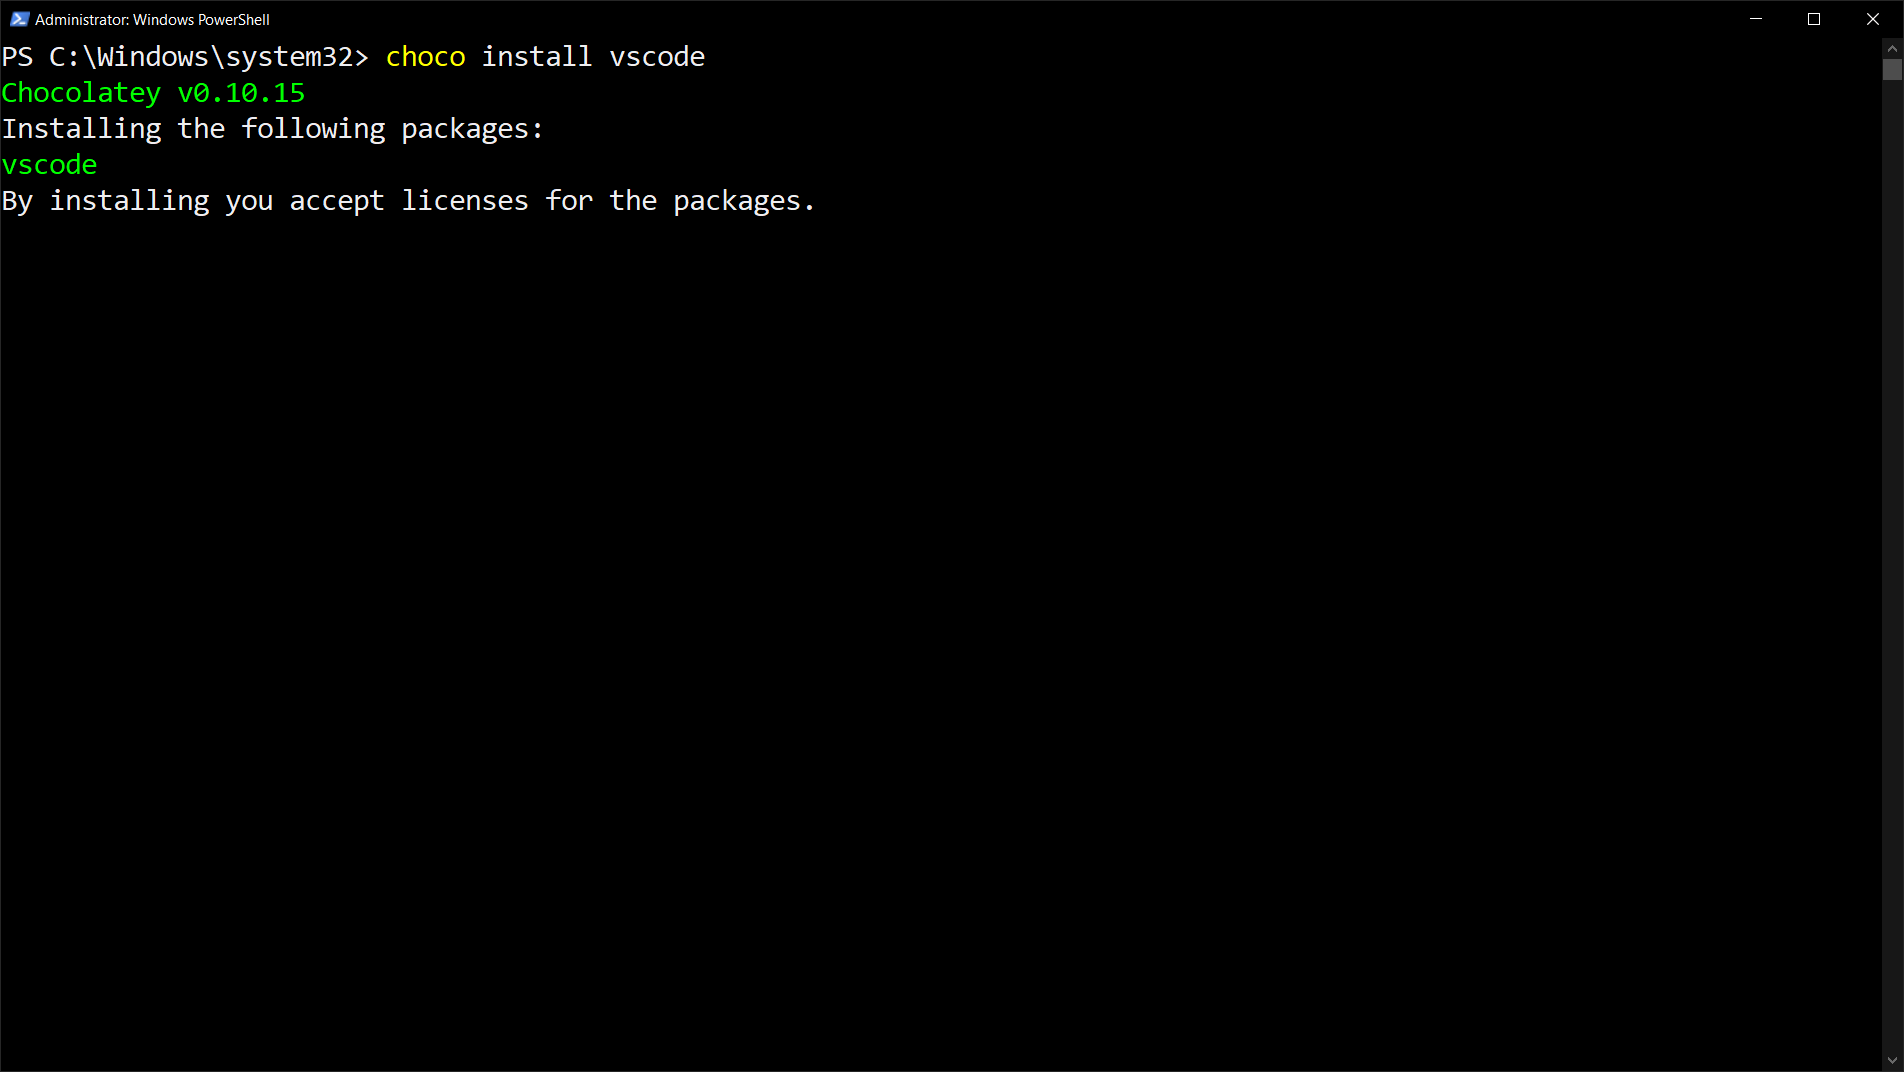 Administrator: Windows PowerShell
PS C:\Windows\system32> choco install vscode
Chocolatey v0.10.15
Installing the following packages:
vscode
By installing you accept licenses for the packages.